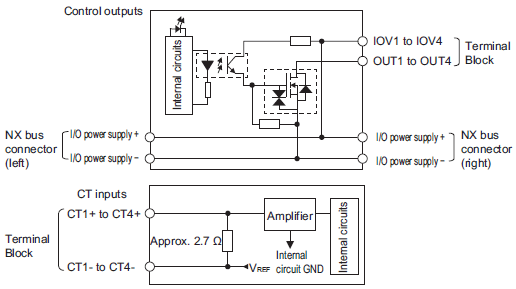 Control outputs
Internal circuits
IOV1 to IOV4
OUT1 to OUT4
Terminal
Block
NX bus
connector
(left)
I/O power supply +
I/O power supply −
I/O power supply +
I/O power supply −
NX bus
connector
(right)
CT inputs
Terminal
Block
CT1+ to CT4+
CT1- to CT4-
Approx. 2.7 Ω
Amplifier
Internal
circuit GND
VREF
Internal circuits